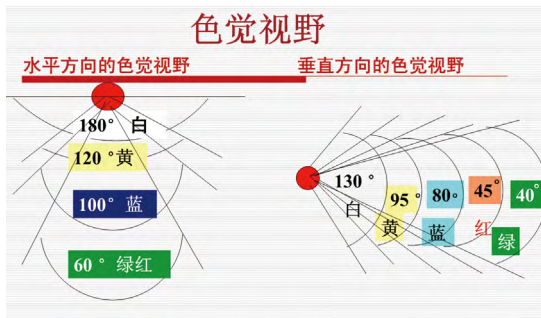 色觉视野
水平方向的色觉视野
垂直方向的色觉视野
180° 白
120°黄
100° 蓝
60 °绿红
130 °
白
95°
黄
80°
蓝
45°
红
40°
绿